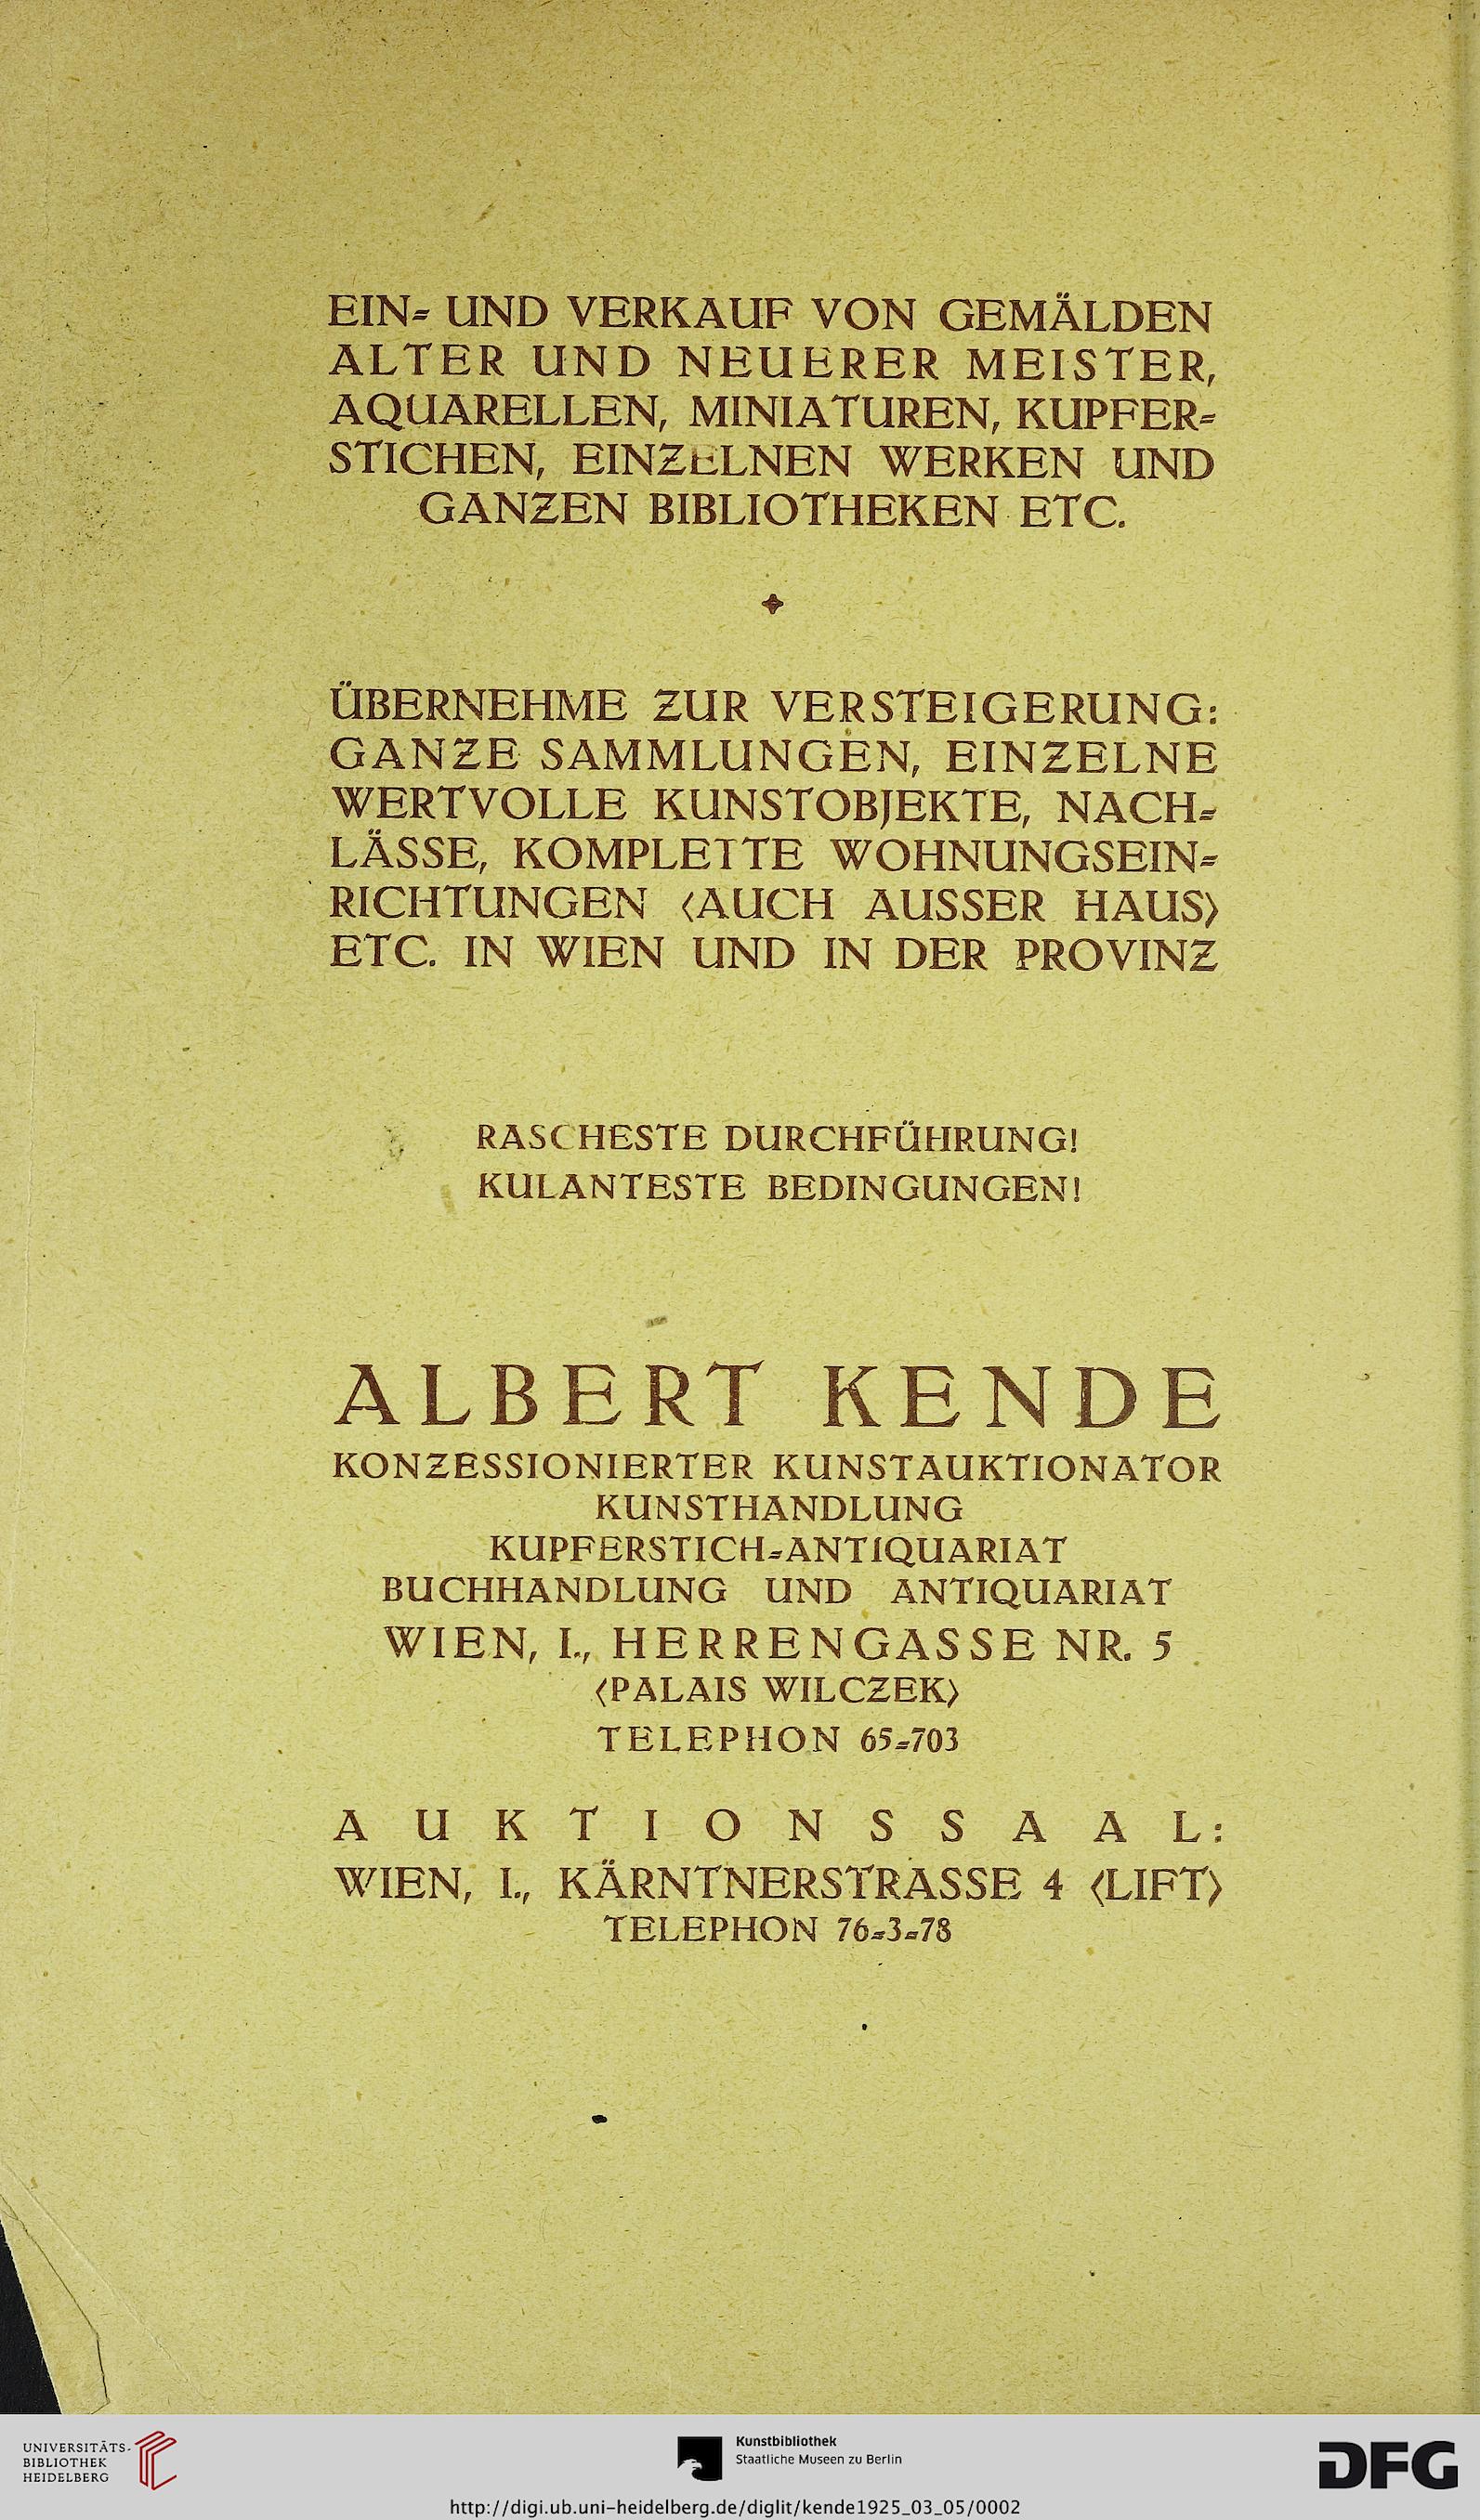 EIN- UND VERKAUF VON GEMÄLDEN
ALTER UND NEUERER MEISTER,
AQUARELLEN, MINIATUREN, KUPFER-
STICHEN, EINZELNEN WERKEN UND
GANZEN BIBLIOTHEKEN ETC.
ÜBERNEHME ZUR VERSTEIGERUNG:
GANZE SAMMLUNGEN, EINZELNE
WERTVOLLE KUNSTOBJEKTE, NACH-
LÄSSE, KOMPLETTE WOHNUNGSEIN-
RICHTUNGEN (AUCH AUSSER HAUS)
ETC. IN WIEN UND IN DER PROVINZ
RASCHESTE DURCHFÜHRUNG!
KULANTESTE BEDINGUNGEN!
ALBERT KENDE
KONZESSIONIERTER KUNSTAUKTIONATOR
KUNSTHANDLUNG
KUPFERSTICH-ANTIQUARIAT
BUCHHANDLUNG UND ANTIQUARIAT
WIEN, I., HERRENGASSE NR. 5
(PALAIS WILCZEK)
TELEPHON 65-703
AUKTIONSSAAL:
WIEN, I., KÄRNTNERSTRASSE 4 (LIFT)
TELEPHON 76-3-78
UNIVERSITÄTS-
BIBLIOTHEK
HEIDELBERG
Kunstbibliothek
Staatliche Museen zu Berlin
DFG
http://digi.ub.uni-heidelberg.de/diglit/kende1925_03_05/0002